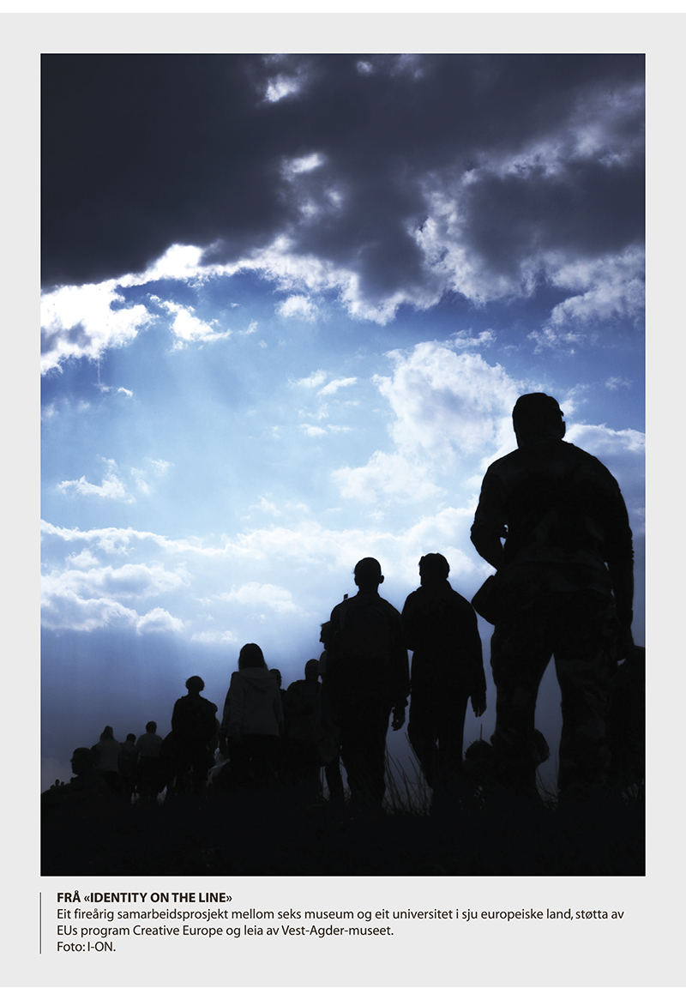 FRÅ «IDENTITY ON THE LINE»
Eit fireårig samarbeidsprosjekt mellom seks museum og eit universitet i sju europeiske land, støtta av
EUs program Creative Europe og leia av Vest-Agder-museet.
Foto: I-ON.